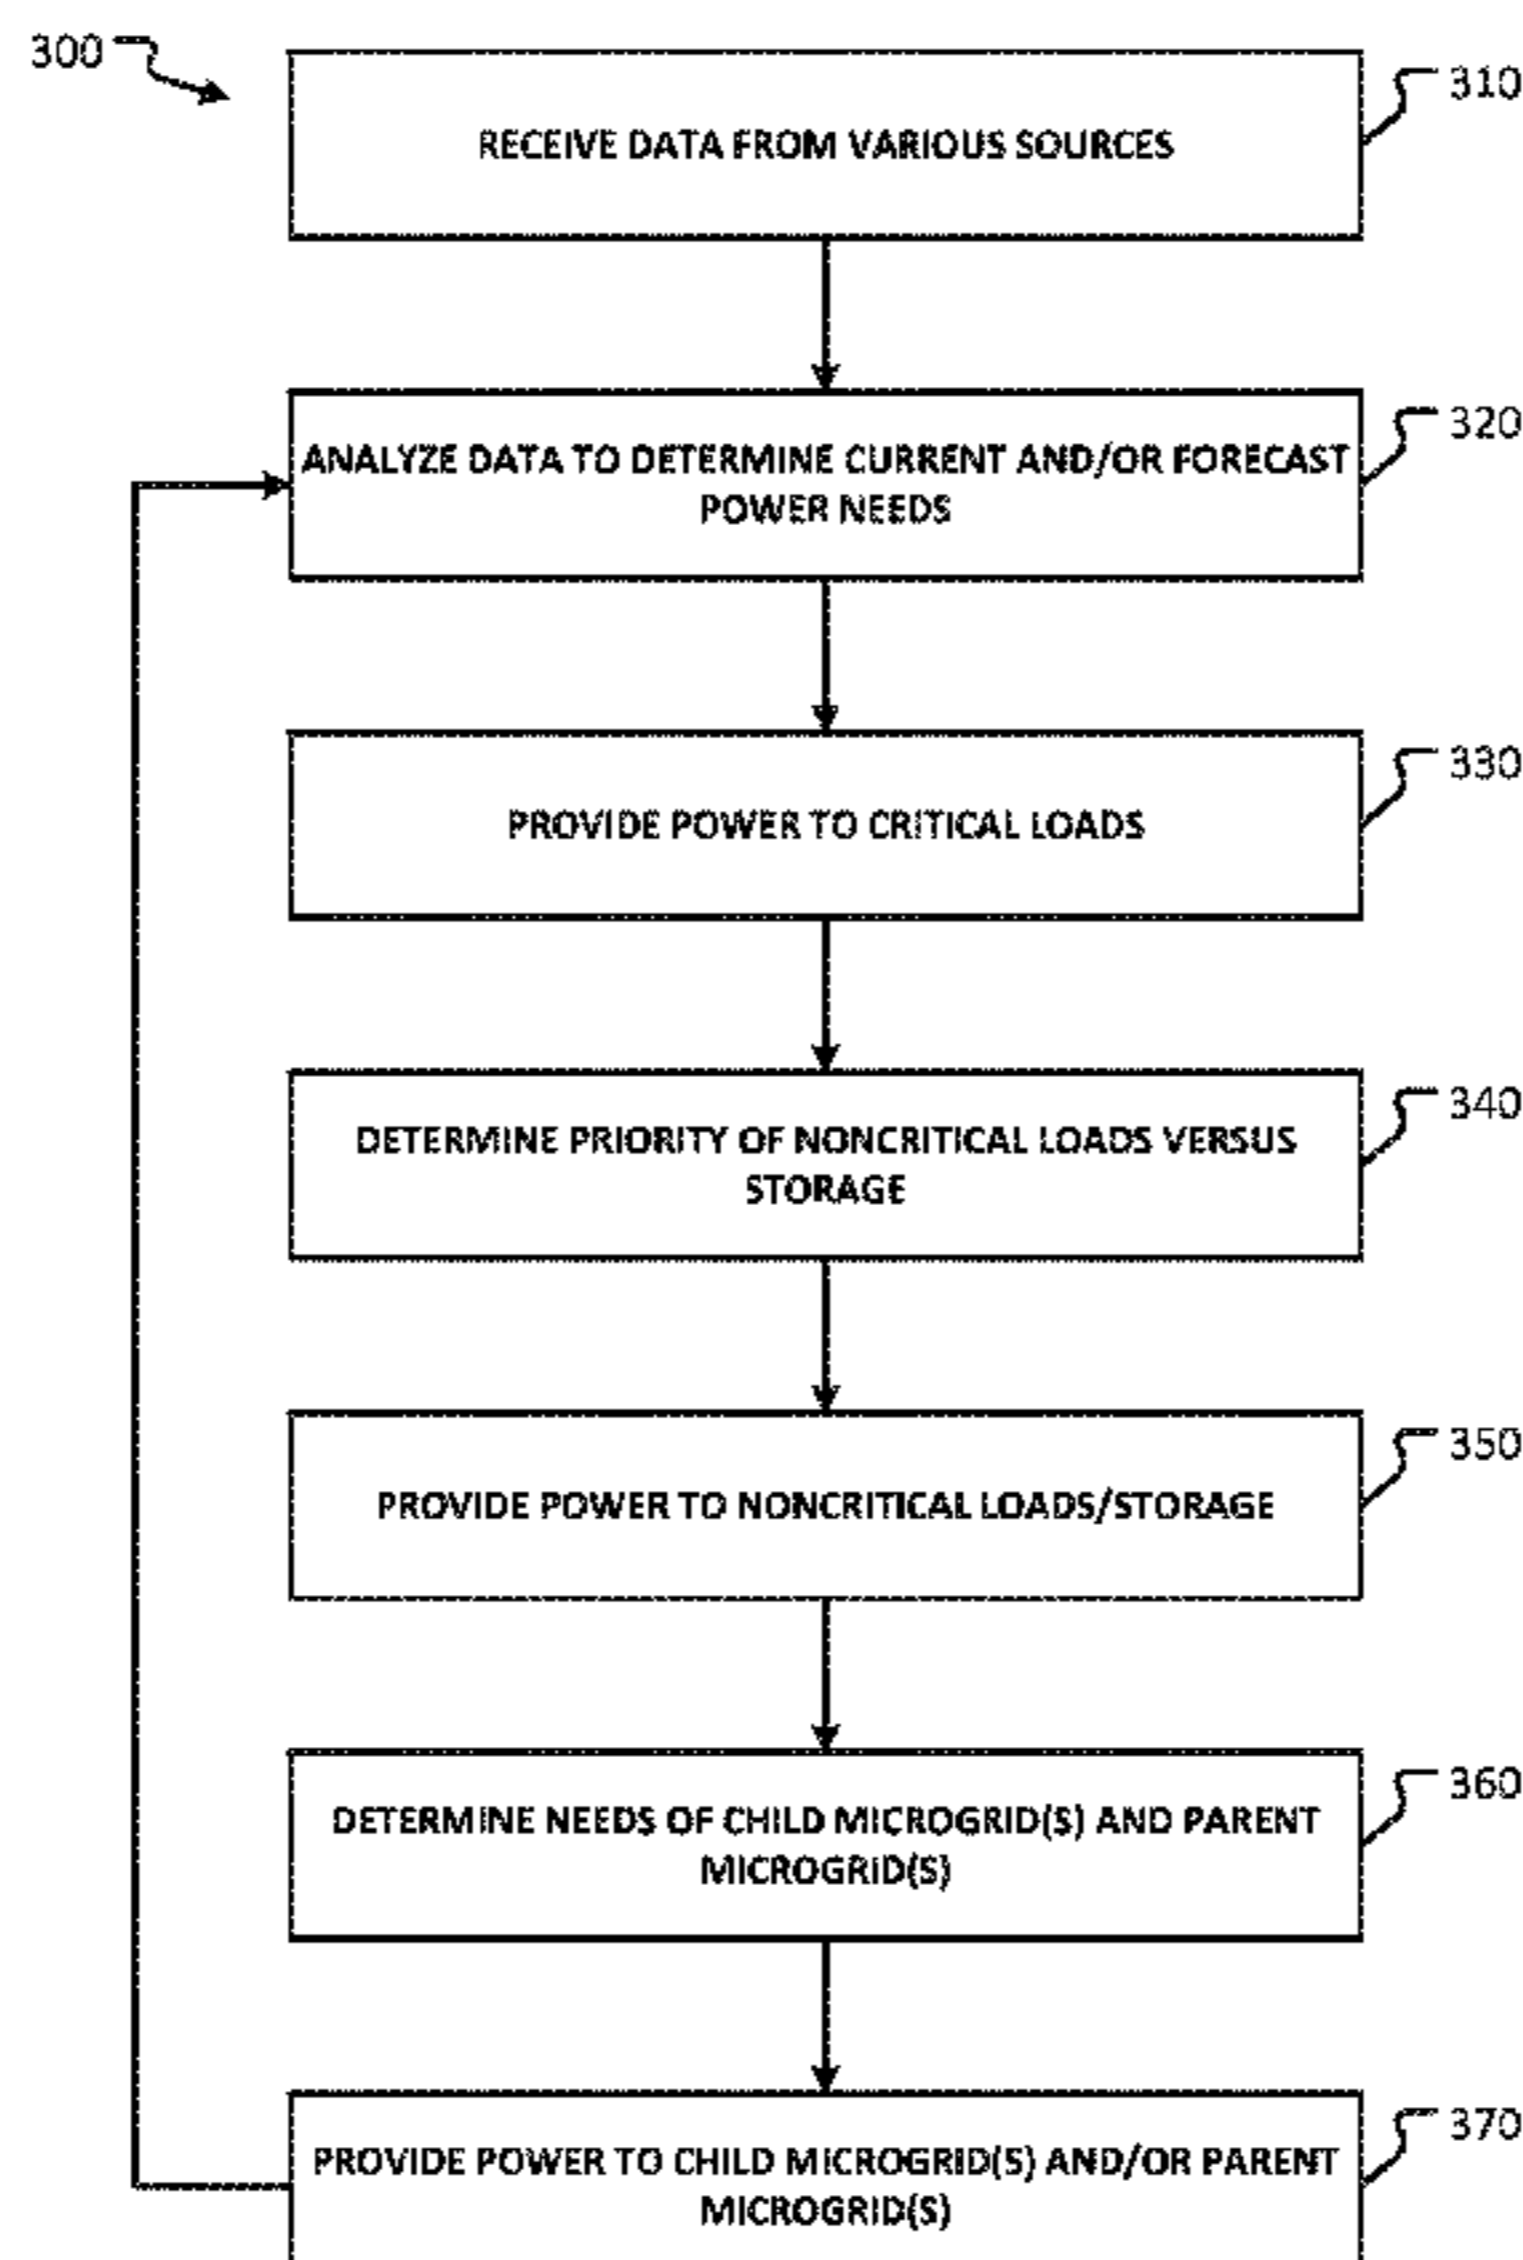 300
RECEIVE DATA FROM VARIOUS SOURCES
310
ANALYZE DATA TO DETERMINE CURRENT AND/OR FORECAST
POWER NEEDS
320
PROVIDE POWER TO CRITICAL LOADS
330
DETERMINE PRIORITY OF NONCRITICAL LOADS VERSUS
STORAGE
340
PROVIDE POWER TO NONCRITICAL LOADS/STORAGE
350
DETERMINE NEEDS OF CHILD MICROGRID(S) AND PARENT
MICROGRID(S)
360
PROVIDE POWER TO CHILD MICROGRID(S) AND/OR PARENT
MICROGRID(S)
370